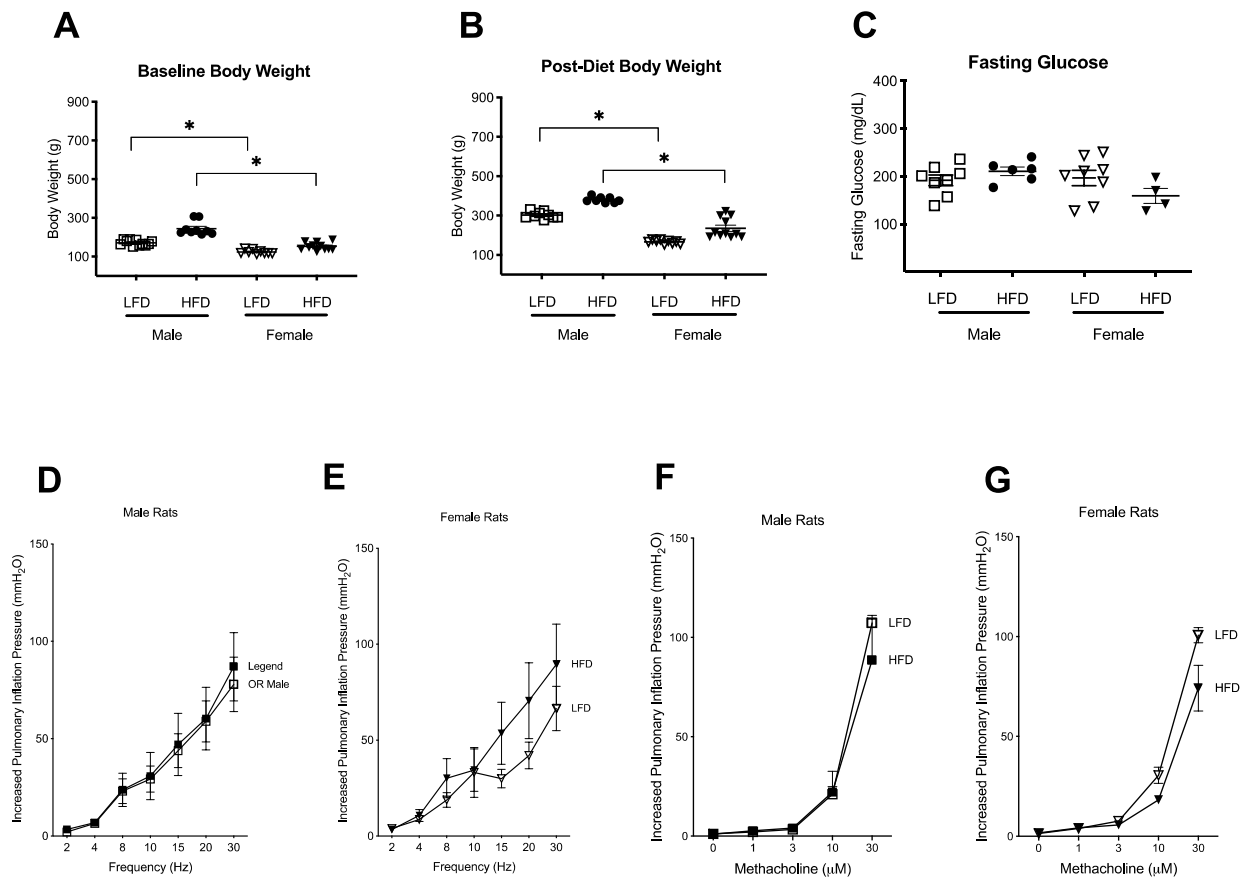 A
Baseline Body Weight
Body Weight (g)
900
700
500
300
100
*
*
LFD HFD LFD HFD
Male Female
B
Post-Diet Body Weight
Body Weight (g)
900
700
500
300
100
*
*
LFD HFD LFD HFD
Male Female
C
Fasting Glucose
Fasting Glucose (mg/dL)
400
300
200
100
LFD HFD LFD HFD
Male Female
D
Male Rats
Increased Pulmonary Inflation Pressure (mmH2O)
150
100
50
0
Legend
OR Male
2 4 8 10 15 20 30
Frequency (Hz)
E
Female Rats
Increased Pulmonary Inflation Pressure (mmH2O)
150
100
50
0
HFD
LFD
2 4 8 10 15 20 30
Frequency (Hz)
F
Male Rats
Increased Pulmonary Inflation Pressure (mmH2O)
150
100
50
0
LFD
HFD
0 1 3 10 30
Methacholine (μM)
G
Female Rats
Increased Pulmonary Inflation Pressure (mmH2O)
150
100
50
0
LFD
HFD
0 1 3 10 30
Methacholine (μM)